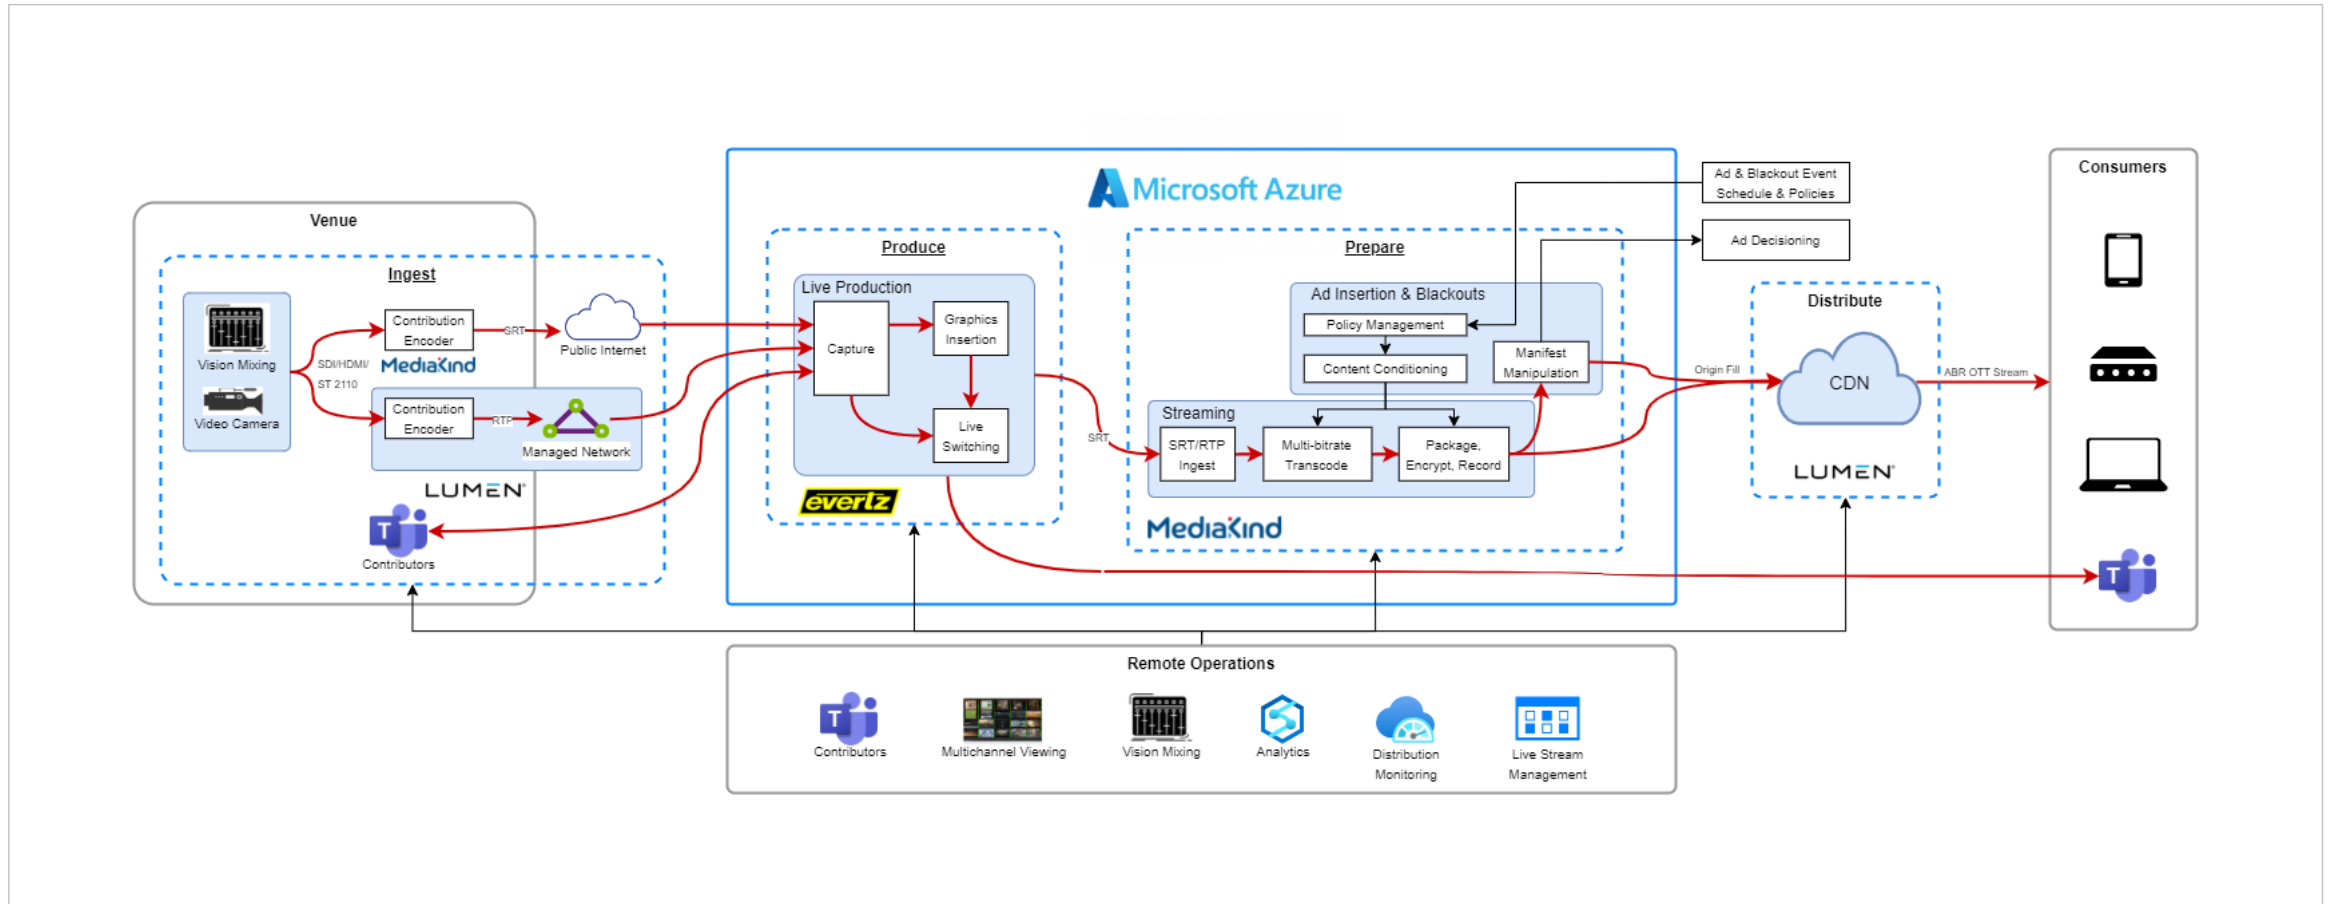 Venue
Ingest
Vision Mixing
Video Camera
SDI/HDMI/
ST 2110
Contribution
Encoder
MediaKind
SRT
Public Internet
Contribution
Encoder
RTP
Managed Network
LUMEN®
T
Contributors
Microsoft Azure
Produce
Live Production
Capture
Graphics
Insertion
Live
Switching
evertz
SRT
Prepare
Ad Insertion & Blackouts
Policy Management
Content Conditioning
Manifest
Manipulation
Streaming
SRT/RTP
Ingest
Multi-bitrate
Transcode
Package,
Encrypt, Record
MediaKind
Ad & Blackout Event
Schedule & Policies
Ad Decisioning
Origin Fill
Distribute
CDN
LUMEN®
ABR OTT Stream
Consumers
T
Remote Operations
T
Contributors
Multichannel Viewing
Vision Mixing
Analytics
Distribution
Monitoring
Live Stream
Management